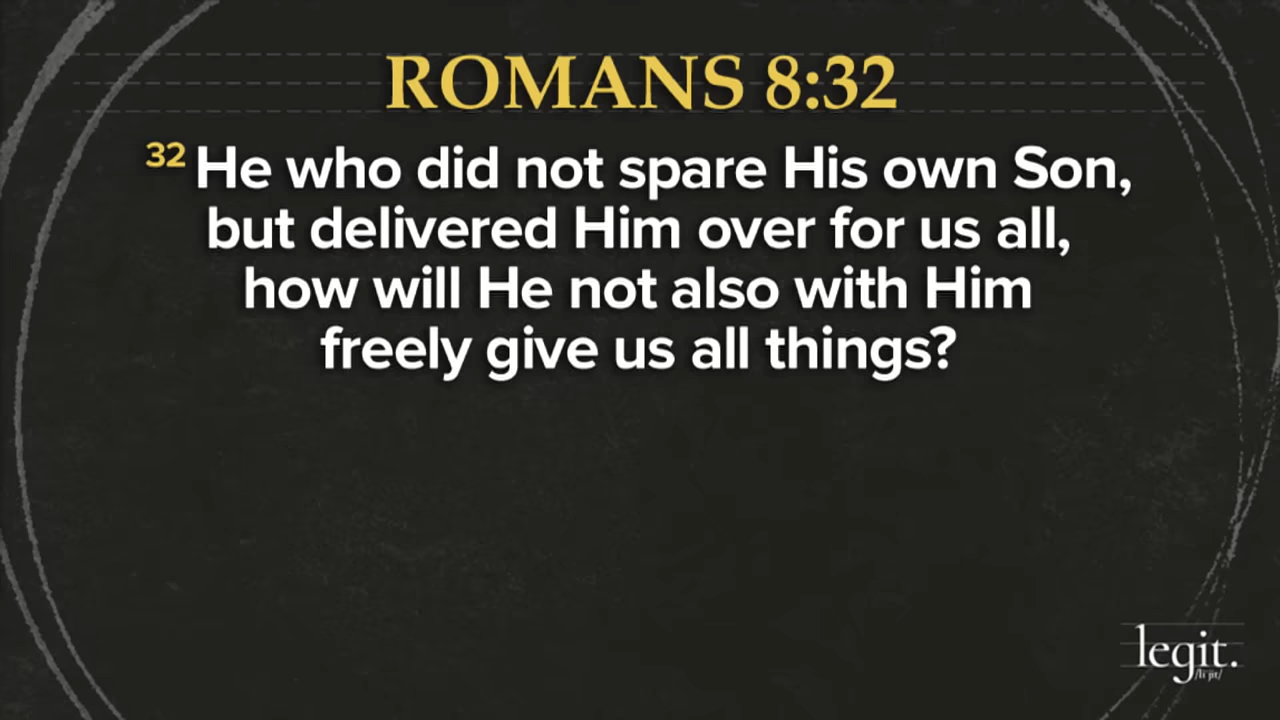 ROMANS 8:32
32 He who did not spare His own Son,
but delivered Him over for us all,
how will He not also with Him
freely give us all things?
legit.